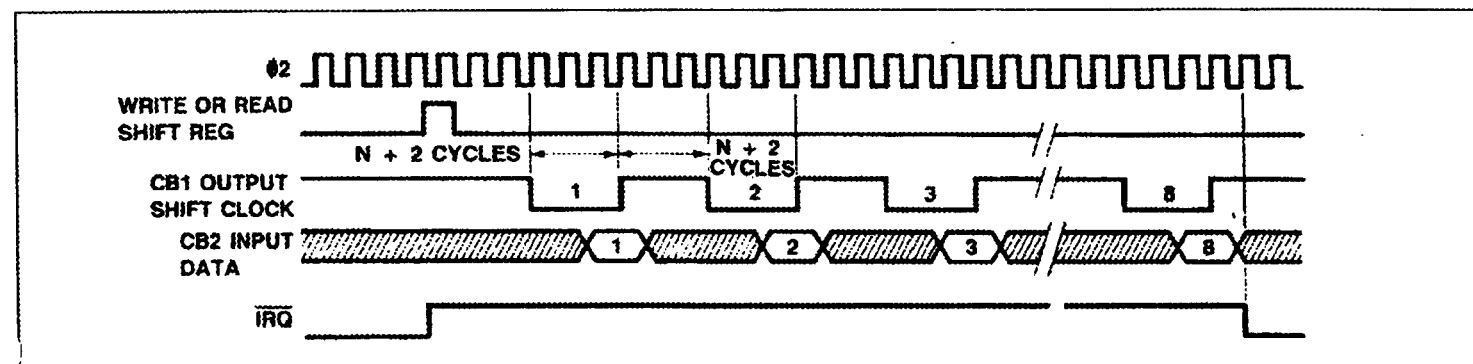 ϕ2
WRITE OR READ
SHIFT REG
N + 2 CYCLES
N + 2
CYCLES
CB1 OUTPUT
SHIFT CLOCK
1
2
3
8
CB2 INPUT
DATA
1
2
3
8
IRQ